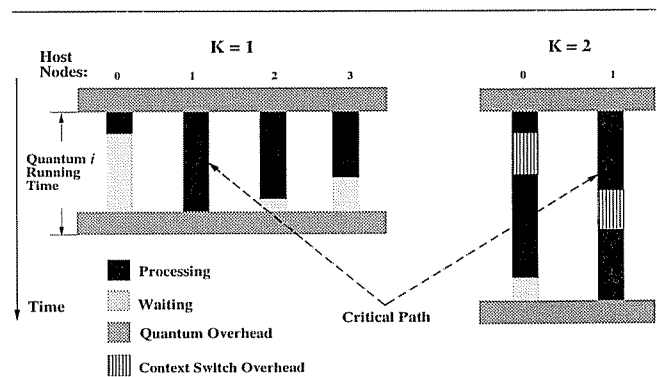 K = 1
K = 2
Host
Nodes:
0
1
2
3
0
1
Quantum i
Running
Time
Processing
Waiting
Quantum Overhead
Context Switch Overhead
Time
Critical Path